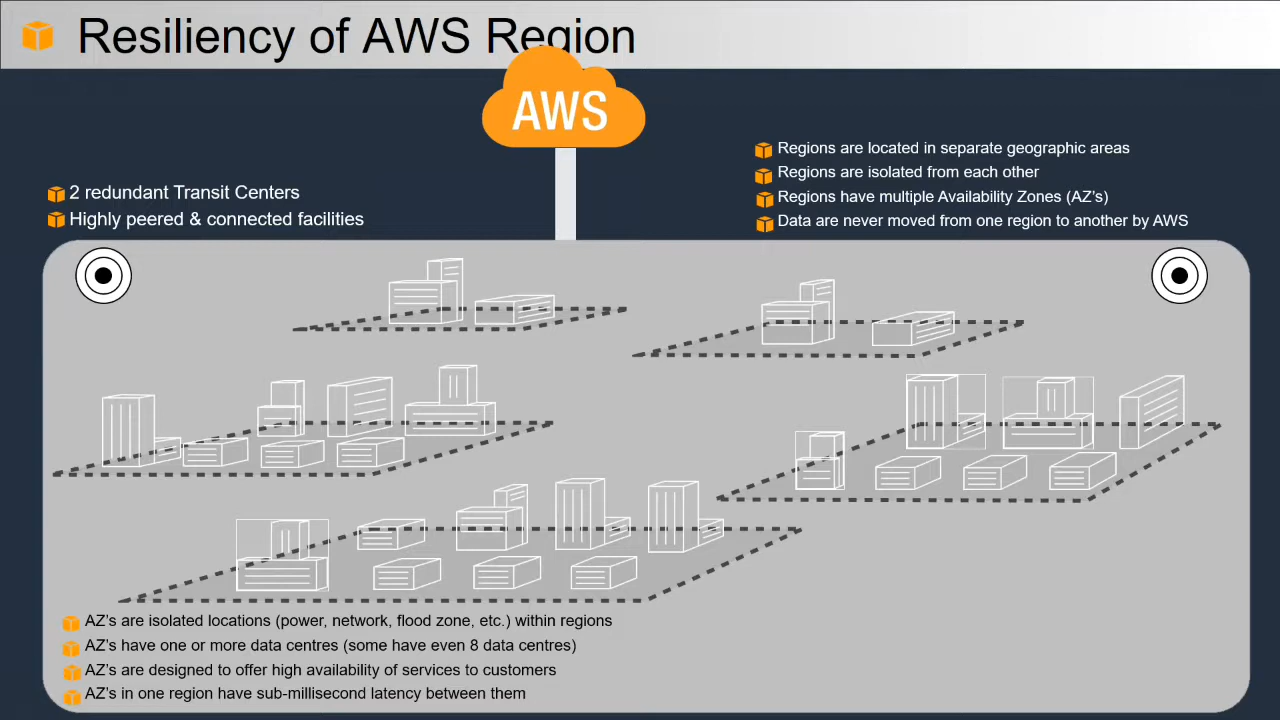 Resiliency of AWS Region
AWS
2 redundant Transit Centers
Highly peered & connected facilities
Regions are located in separate geographic areas
Regions are isolated from each other
Regions have multiple Availability Zones (AZ's)
Data are never moved from one region to another by AWS
AZ's are isolated locations (power, network, flood zone, etc.) within regions
AZ's have one or more data centres (some have even 8 data centres)
AZ's are designed to offer high availability of services to customers
AZ's in one region have sub-millisecond latency between them